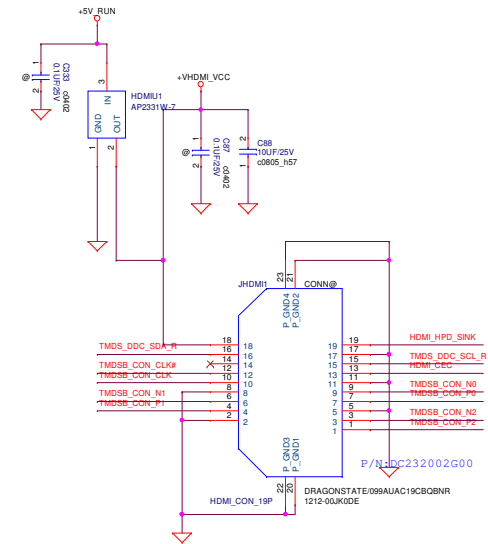 +5V_RUN
1
2
@
C333
0.1UF/25V
c0402
3
IN
GND
OUT
1
2
HDMIU1
AP2331W-7
+VHDMI_VCC
1
2
@
C87
0.1UF/25V
c0402
2
1
C88
10UF/25V
c0805_h57
23
21
JHDMI1
CONN@
P_GND4
P_GND2
TMDS_DDC_SDA_R
18
18
16
16
TMDSB_CON_CLK#
14
14
TMDSB_CON_CLK
12
12
10
10
8
8
TMDSB_CON_N1
6
6
TMDSB_CON_P1
4
4
2
2
19
19
HDMI_HPD_SINK
17
17
TMDS_DDC_SCL_R
15
15
HDMI_CEC
13
13
11
11
TMDSB_CON_N0
9
9
TMDSB_CON_P0
7
7
TMDSB_CON_N2
5
5
TMDSB_CON_P2
3
3
1
1
P_GND3
P_GND1
22
20
P/N:DC232002G00
HDMI_CON_19P
DRAGONSTATE/099AUAC19CBQBNR
1212-00JK0DE